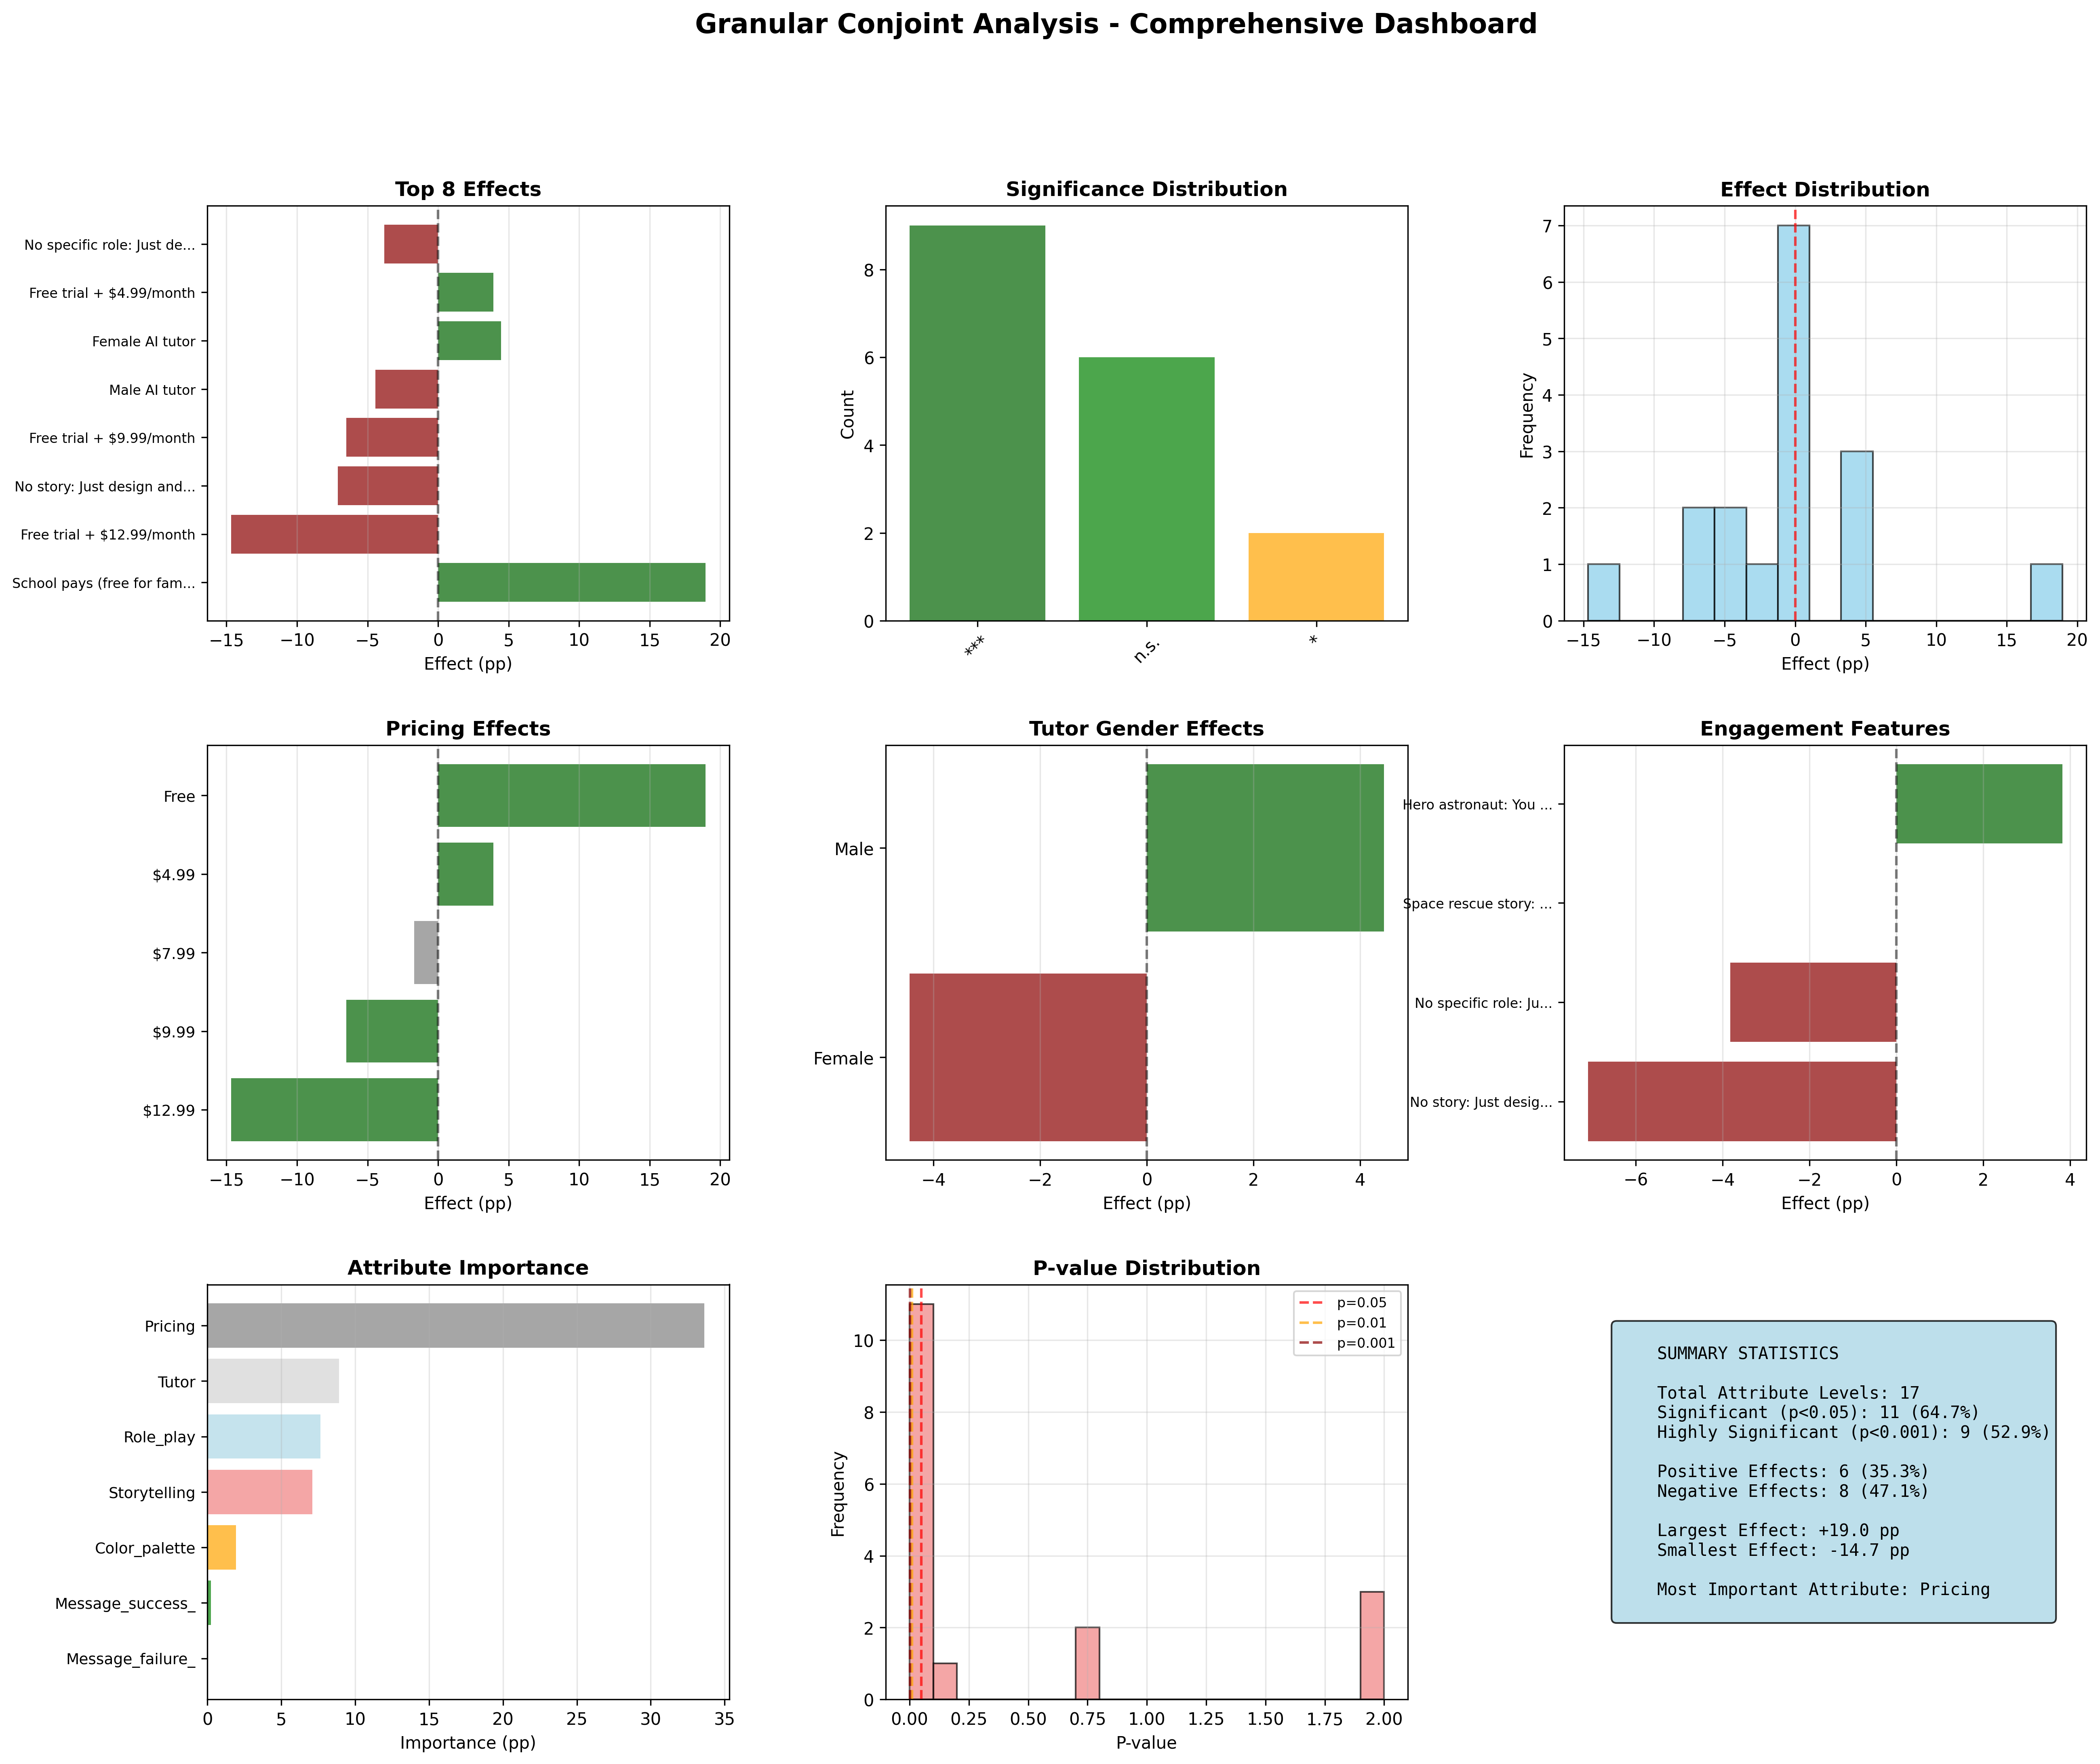 Granular Conjoint Analysis - Comprehensive Dashboard
Top 8 Effects
No specific role: Just de...
Free trial + $4.99/month
Female AI tutor
Male AI tutor
Free trial + $9.99/month
No story: Just design and...
Free trial + $12.99/month
School pays (free for fam...
−15 −10 −5 0 5 10 15 20
Effect (pp)
Significance Distribution
Count
8
6
4
2
0
*** n.s. *
Effect Distribution
Frequency
7
6
5
4
3
2
1
0
−15 −10 −5 0 5 10 15 20
Effect (pp)
Pricing Effects
Free
$4.99
$7.99
$9.99
$12.99
−15 −10 −5 0 5 10 15 20
Effect (pp)
Tutor Gender Effects
Male
Female
−4 −2 0 2 4
Effect (pp)
Engagement Features
Hero astronaut: You ...
Space rescue story: ...
No specific role: Ju...
No story: Just desig...
−6 −4 −2 0 2 4
Effect (pp)
Attribute Importance
Pricing
Tutor
Role_play
Storytelling
Color_palette
Message_success_
Message_failure_
0 5 10 15 20 25 30 35
Importance (pp)
P-value Distribution
Frequency
10
8
6
4
2
0
p=0.05
p=0.01
p=0.001
0.00 0.25 0.50 0.75 1.00 1.25 1.50 1.75 2.00
P-value
SUMMARY STATISTICS
Total Attribute Levels: 17
Significant (p<0.05): 11 (64.7%)
Highly Significant (p<0.001): 9 (52.9%)
Positive Effects: 6 (35.3%)
Negative Effects: 8 (47.1%)
Largest Effect: +19.0 pp
Smallest Effect: -14.7 pp
Most Important Attribute: Pricing